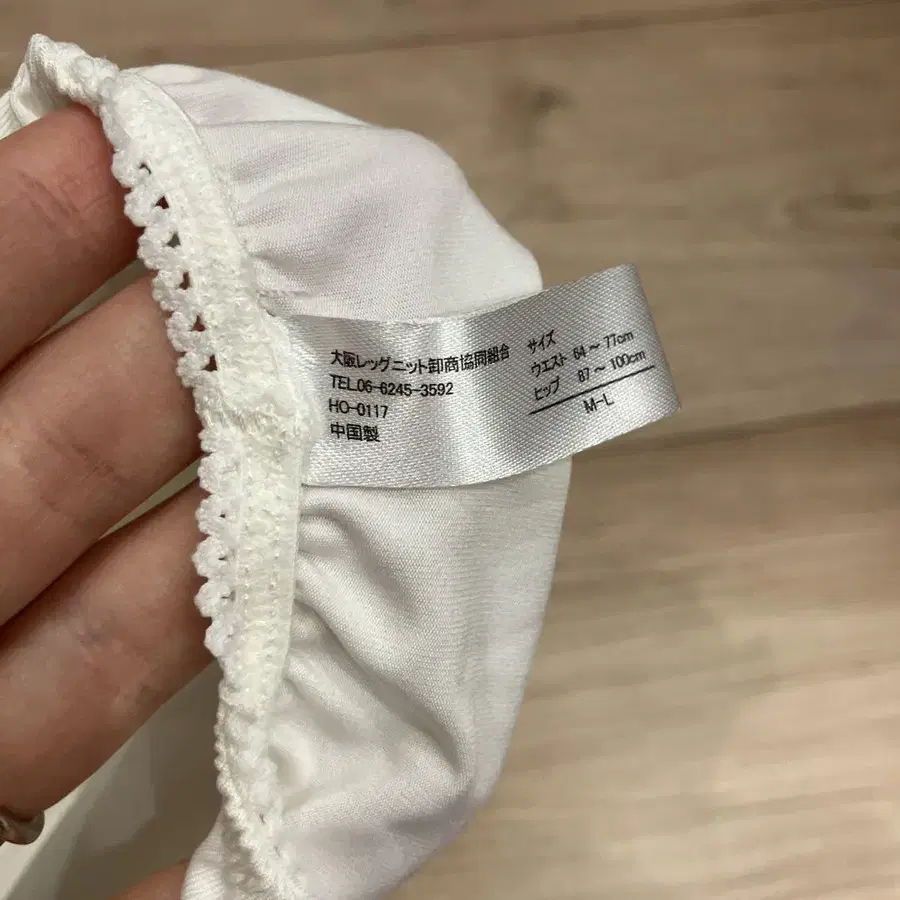 大阪レッグニット卸商協同組合
TEL06-6245-3592
HO-0117
中国製
サイズ
ウエスト 64〜77cm
ヒップ 87〜100cm
M-L